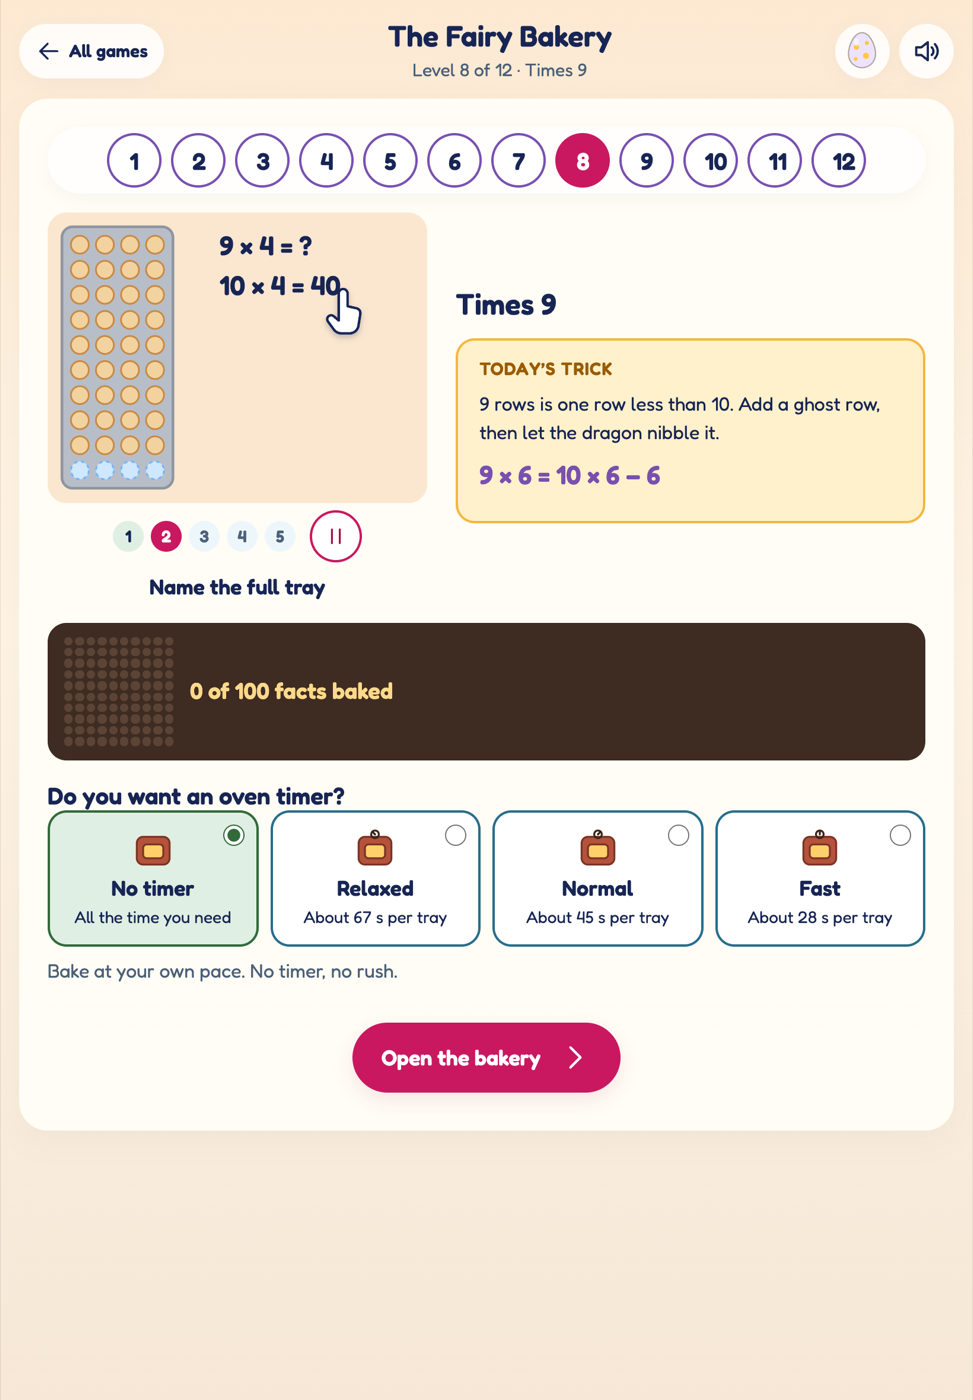 All games
The Fairy Bakery
Level 8 of 12 · Times 9
1 2 3 4 5 6 7 8 9 10 11 12
9 × 4 = ?
10 × 4 = 40
1 2 3 4 5
Name the full tray
Times 9
TODAY'S TRICK
9 rows is one row less than 10. Add a ghost row,
then let the dragon nibble it.
9 × 6 = 10 × 6 – 6
0 of 100 facts baked
Do you want an oven timer?
No timer
All the time you need
Relaxed
About 67 s per tray
Normal
About 45 s per tray
Fast
About 28 s per tray
Bake at your own pace. No timer, no rush.
Open the bakery